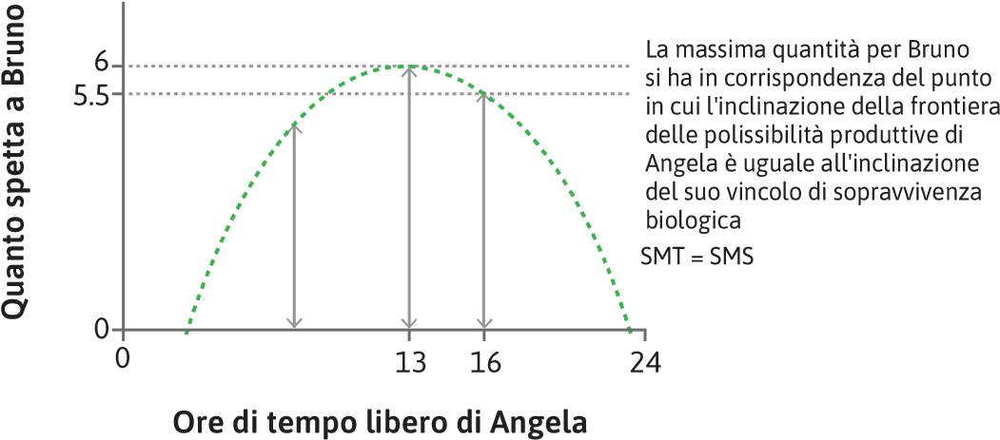 Quanto spetta a Bruno
6
5.5
0
0
13
16
24
Ore di tempo libero di Angela
La massima quantità per Bruno
si ha in corrispondenza del punto
in cui l'inclinazione della frontiera
delle polissibilità produttive di
Angela è uguale all'inclinazione
del suo vincolo di sopravvivenza
biologica
SMT = SMS